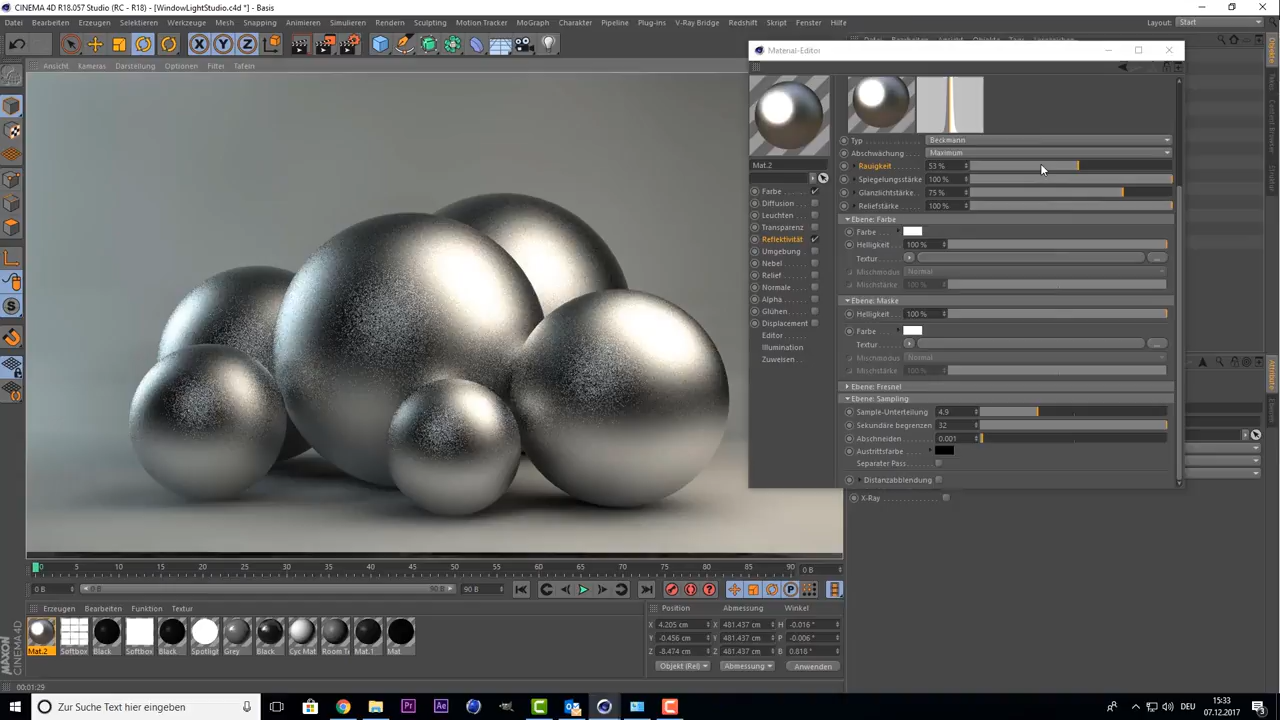 CINEMA 4D R18.057 Studio (RC - R18) - [WindowLightStudio.c4d *] - Basis
Datei Bearbeiten Erzeugen Selektieren Werkzeuge Mesh Snapping Animieren Simulieren Rendern Sculpting Motion Tracker MoGraph Charakter Pipeline Plug-ins V-Ray Bridge Redshift Skript Fenster Hilfe
Layout: Start
Ansicht Kameras Darstellung Optionen Filter Tafeln
Material-Editor
Typ Beckmann
Abschwächung Maximum
Rauigkeit 53 %
Spiegelungsstärke 100 %
Glanzlichtstärke 75 %
Reliefstärke 100 %
Mat.2
Farbe
Diffusion
Leuchten
Transparenz
Reflektivität
Umgebung
Nebel
Relief
Normale
Alpha
Glühen
Displacement
Editor
Illumination
Zuweisen
Ebene: Farbe
Farbe
Helligkeit 100 %
Textur
Mischmodus Normal
Mischstärke 100 %
Ebene: Maske
Helligkeit 100 %
Farbe
Textur
Mischmodus Normal
Mischstärke 100 %
Ebene: Fresnel
Ebene: Sampling
Sample-Unterteilung 4.9
Sekundäre begrenzen 32
Abschneiden 0.001
Austrittsfarbe
Separater Pass
Distanzabblendung
X-Ray
0 5 10 15 20 25 30 35 40 45 50 55 60 65 70 75 80 85 90 0 B
0 B 0 B 90 B 90 B
Erzeugen Bearbeiten Funktion Textur
Mat.2 Softbox Black Softbox Black Spotlight Grey Black Cyc Mat Room Te Mat.1 Mat
Position Abmessung Winkel
X 4.205 cm X 481.437 cm H -0.016 °
Y -0.456 cm Y 481.437 cm P -0.006 °
Z -8.474 cm Z 481.437 cm B 0.818 °
Objekt (Rel) Abmessung Anwenden
MAXON CINEMA 4D
00:01:29
Zur Suche Text hier eingeben
15:33
07.12.2017